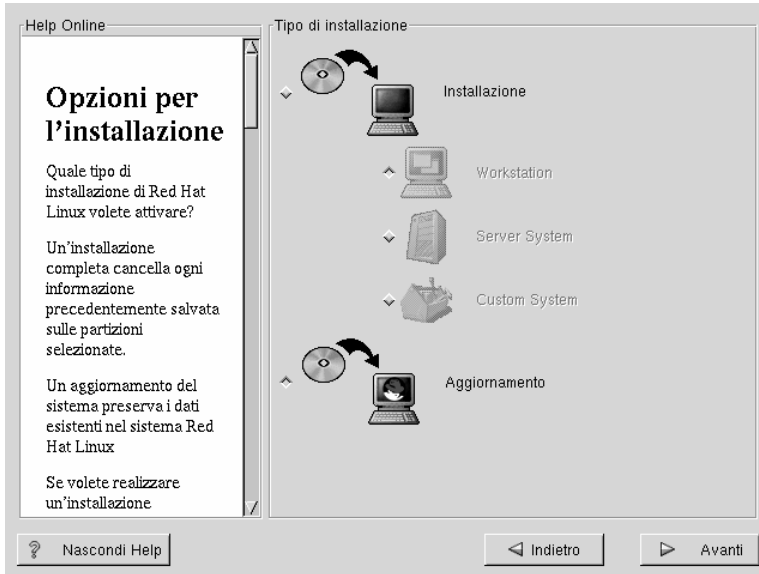 Help Online
Opzioni per
l'installazione
Quale tipo di
installazione di Red Hat
Linux volete attivare?
Un'installazione
completa cancella ogni
informazione
precedentemente salvata
sulle partizioni
selezionate.
Un aggiornamento del
sistema preserva i dati
esistenti nel sistema Red
Hat Linux
Se volete realizzare
un'installazione
Tipo di installazione
Installazione
Workstation
Server System
Custom System
Aggiornamento
Nascondi Help
Indietro
Avanti